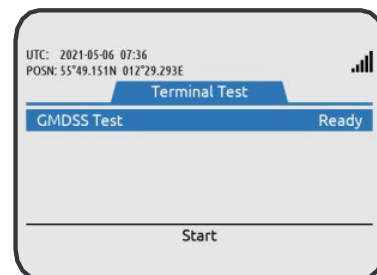 UTC: 2021-05-06 07:36
POSN: 55°49.151N 012°29.293E
Terminal Test
GMDSS Test Ready
Start